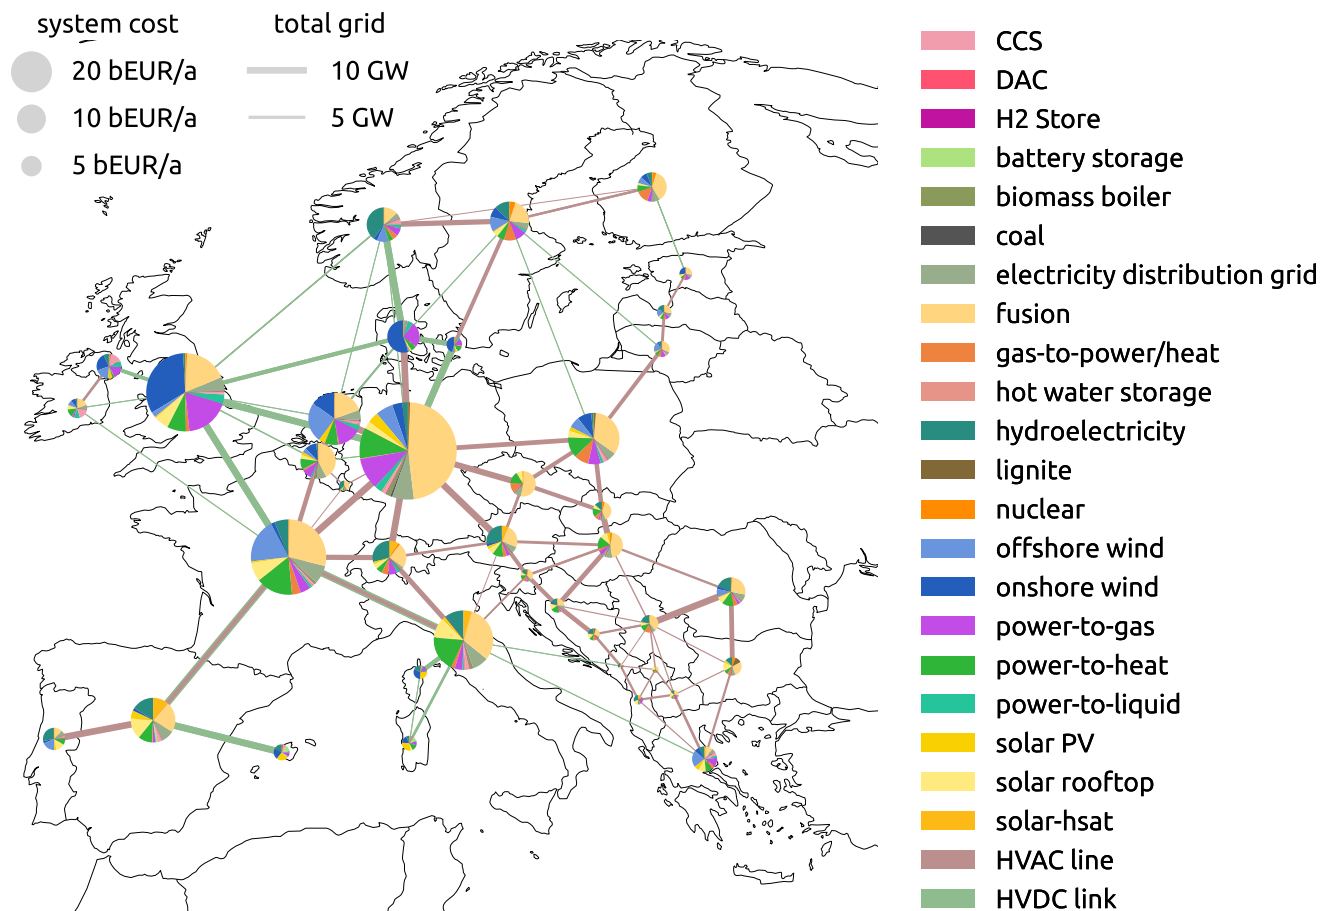 system cost
total grid
20 bEUR/a
10 GW
10 bEUR/a
5 GW
5 bEUR/a
CCS
DAC
H2 Store
battery storage
biomass boiler
coal
electricity distribution grid
fusion
gas-to-power/heat
hot water storage
hydroelectricity
lignite
nuclear
offshore wind
onshore wind
power-to-gas
power-to-heat
power-to-liquid
solar PV
solar rooftop
solar-hsat
HVAC line
HVDC link